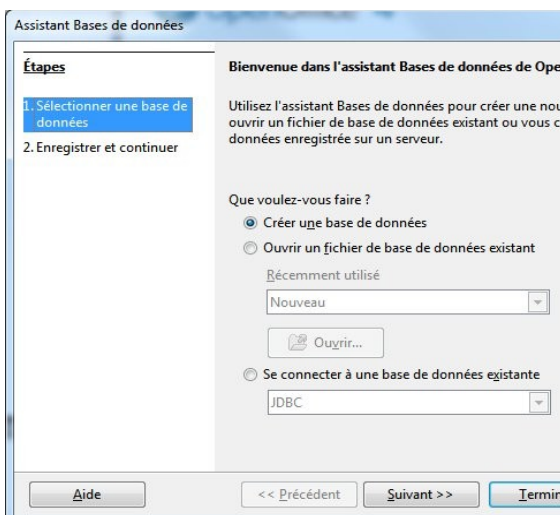 Assistant Bases de données
Étapes
1. Sélectionner une base de
données
2. Enregistrer et continuer
Bienvenue dans l'assistant Bases de données de Ope
Utilisez l'assistant Bases de données pour créer une nou
ouvrir un fichier de base de données existant ou vous c
données enregistrée sur un serveur.
Que voulez-vous faire ?
Créer une base de données
Ouvrir un fichier de base de données existant
Récemment utilisé
Nouveau
Ouvrir...
Se connecter à une base de données existante
JDBC
Aide
<< Précédent
Suivant >>
Termin